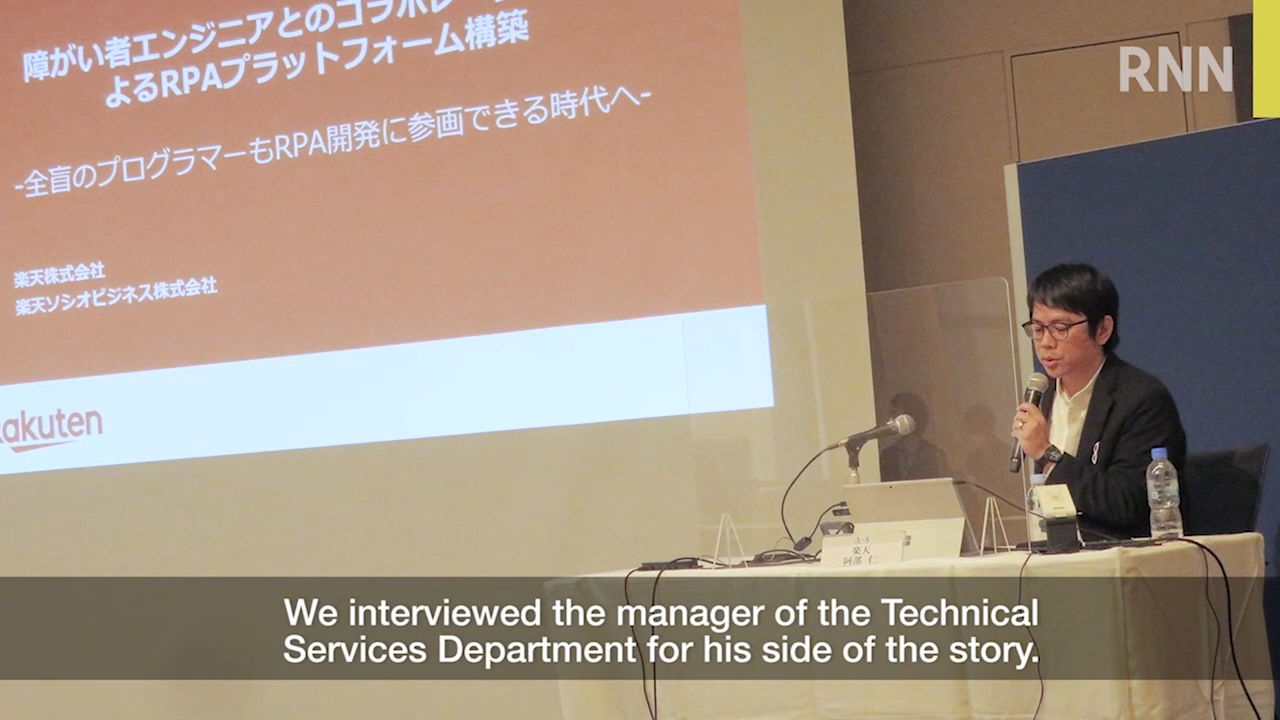 障がい者エンジニアとのコラボレー
よるRPAプラットフォーム構築
-全盲のプログラマーもRPA開発に参画できる時代へ-
楽天株式会社
楽天ソシオビジネス株式会社
Rakuten
RNN
A-8
楽天
阿部 仁
We interviewed the manager of the Technical
Services Department for his side of the story.